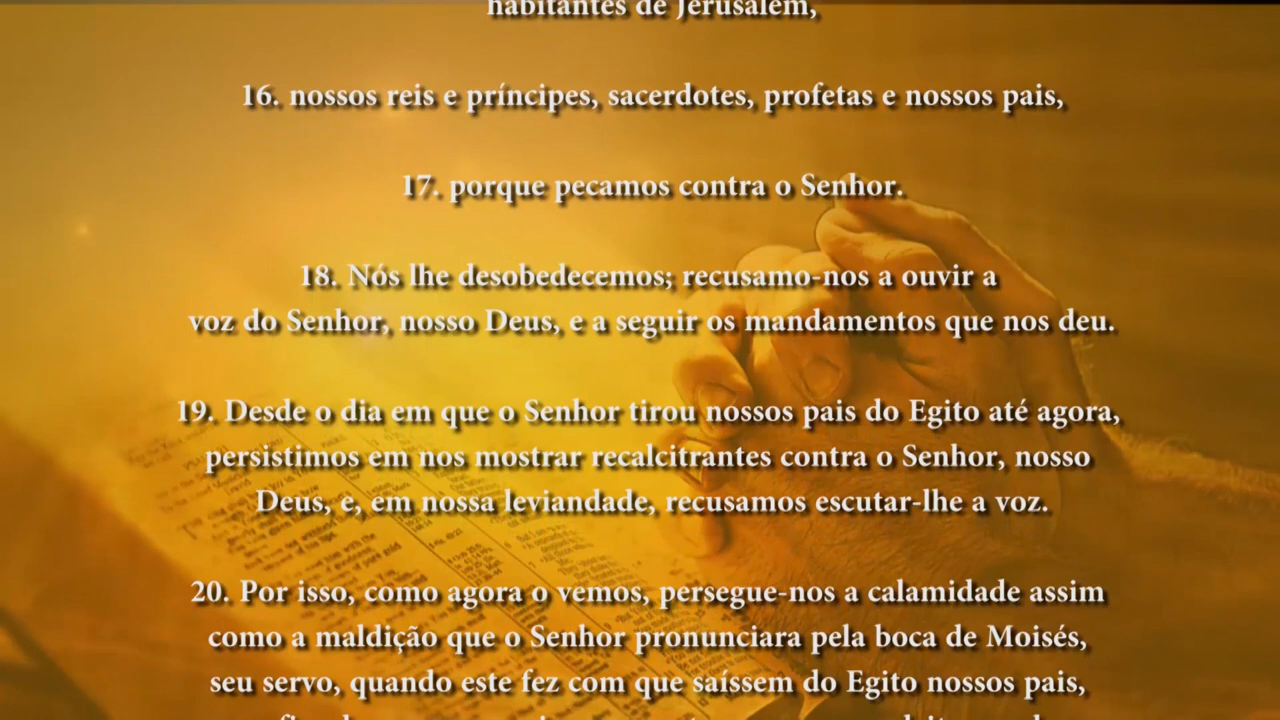 habitantes de Jerusalém,
16. nossos reis e príncipes, sacerdotes, profetas e nossos pais,
17. porque pecamos contra o Senhor.
18. Nós lhe desobedecemos; recusamo-nos a ouvir a
voz do Senhor, nosso Deus, e a seguir os mandamentos que nos deu.
19. Desde o dia em que o Senhor tirou nossos pais do Egito até agora,
persistimos em nos mostrar recalcitrantes contra o Senhor, nosso
Deus, e, em nossa leviandade, recusamos escutar-lhe a voz.
20. Por isso, como agora o vemos, persegue-nos a calamidade assim
como a maldição que o Senhor pronunciara pela boca de Moisés,
seu servo, quando este fez com que saíssem do Egito nossos pais,